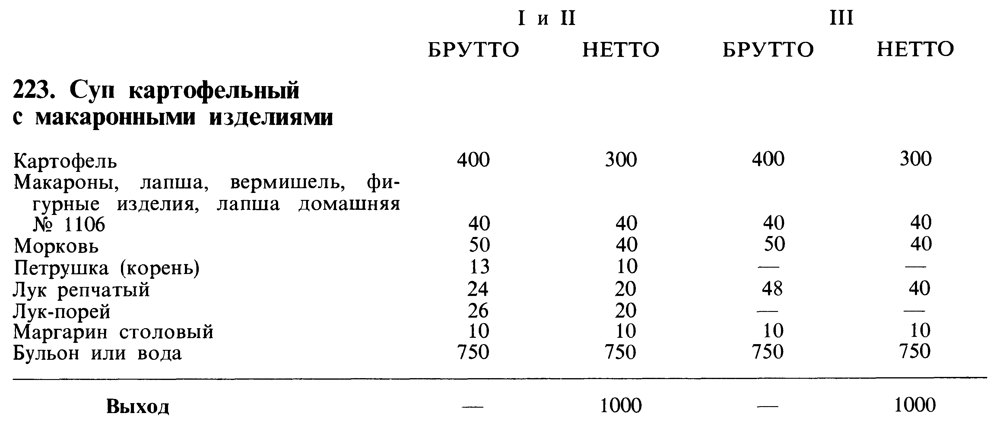 I и II III
БРУТТО НЕТТО БРУТТО НЕТТО
223. Суп картофельный
с макаронными изделиями
Картофель 400 300 400 300
Макароны, лапша, вермишель, фи-
гурные изделия, лапша домашняя
№ 1106 40 40 40 40
Морковь 50 40 50 40
Петрушка (корень) 13 10 — —
Лук репчатый 24 20 48 40
Лук-порей 26 20 — —
Маргарин столовый 10 10 10 10
Бульон или вода 750 750 750 750
Выход — 1000 — 1000